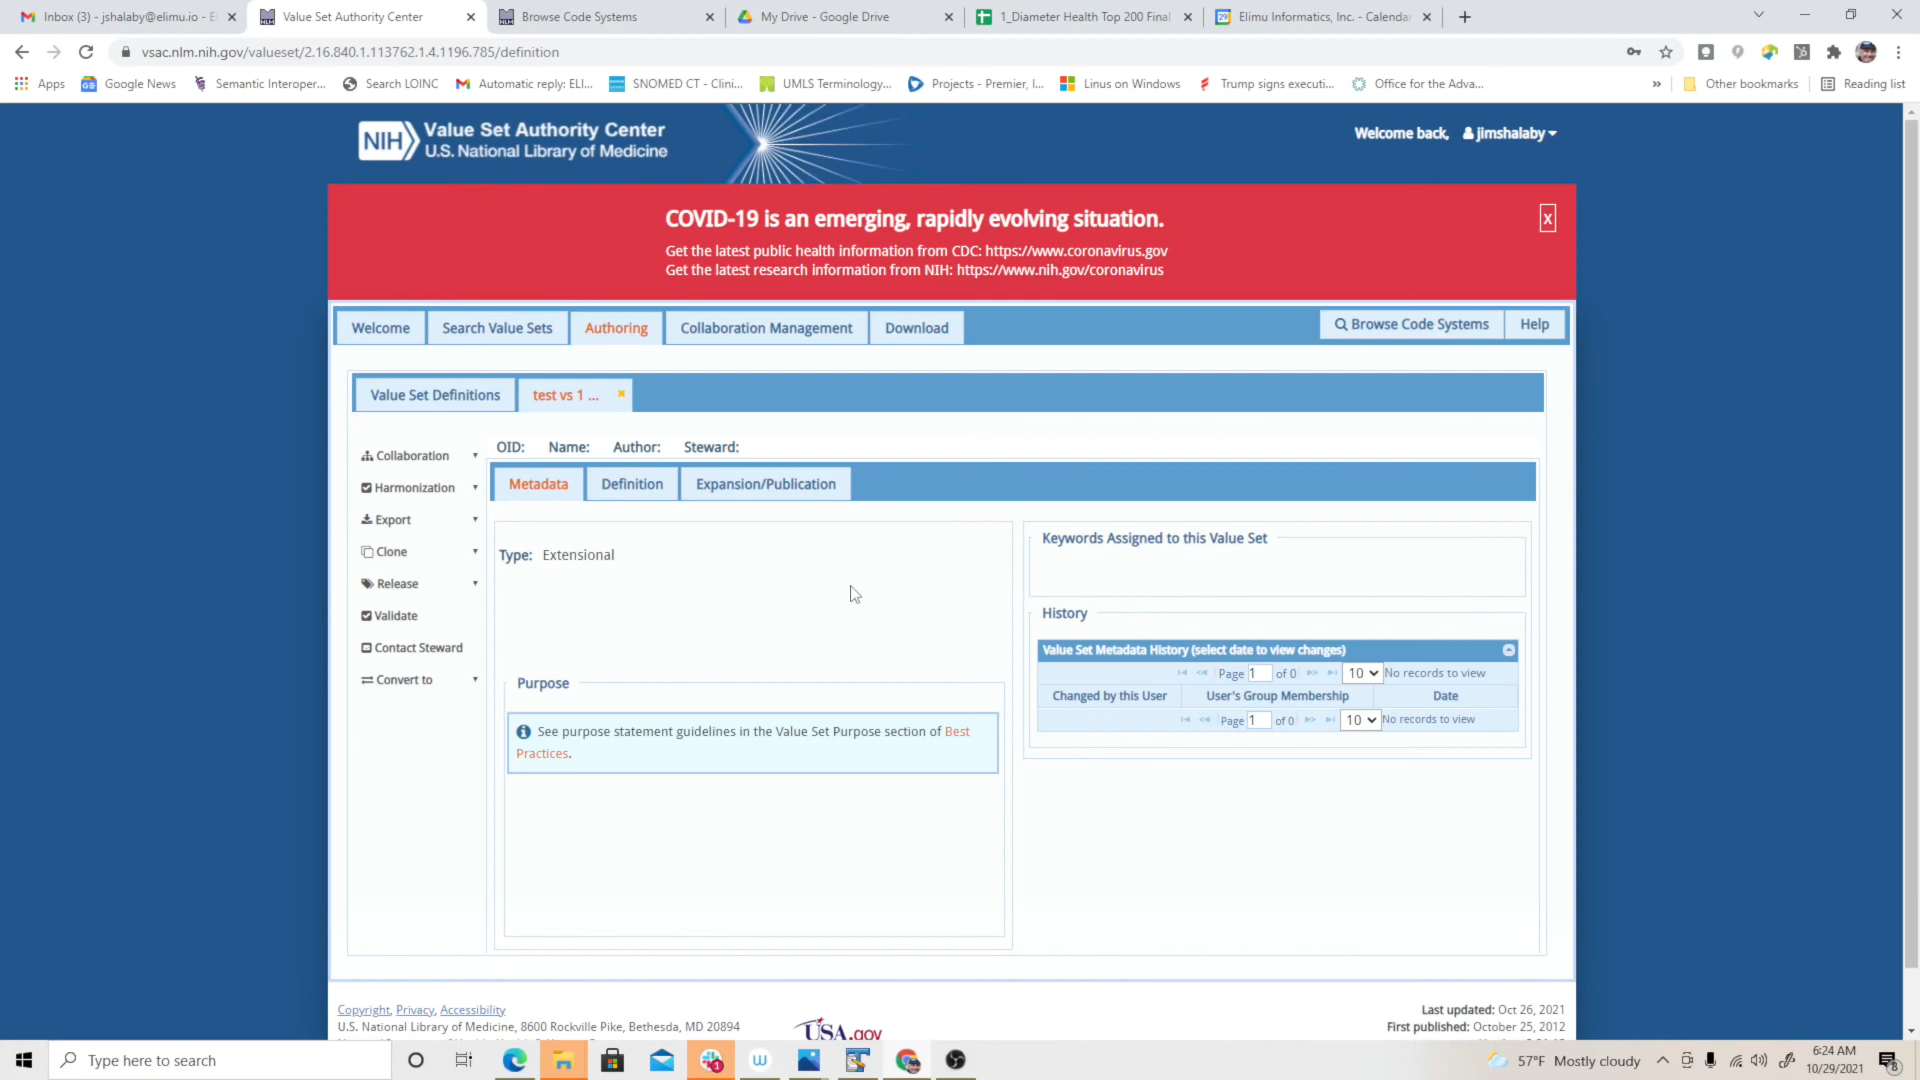 Inbox (3) - jshalaby@elimu.io - E
Value Set Authority Center
Browse Code Systems
My Drive - Google Drive
1_Diameter Health Top 200 Final
Elimu Informatics, Inc. - Calendar
vsac.nlm.nih.gov/valueset/2.16.840.1.113762.1.4.1196.785/definition
Apps
Google News
Semantic Interoper...
Search LOINC
Automatic reply: ELI...
SNOMED CT - Clini...
UMLS Terminology...
Projects - Premier, I...
Linus on Windows
Trump signs executi...
Office for the Adva...
»
Other bookmarks
Reading list
NIH
Value Set Authority Center
U.S. National Library of Medicine
Welcome back, jimshalaby
COVID-19 is an emerging, rapidly evolving situation.
X
Get the latest public health information from CDC: https://www.coronavirus.gov
Get the latest research information from NIH: https://www.nih.gov/coronavirus
Welcome
Search Value Sets
Authoring
Collaboration Management
Download
Browse Code Systems
Help
Value Set Definitions
test vs 1 ...
Collaboration
Harmonization
Export
Clone
Release
Validate
Contact Steward
Convert to
OID: Name: Author: Steward:
Metadata
Definition
Expansion/Publication
Type: Extensional
Purpose
See purpose statement guidelines in the Value Set Purpose section of Best
Practices.
Keywords Assigned to this Value Set
History
Value Set Metadata History (select date to view changes)
Page 1 of 0 10 No records to view
Changed by this User User's Group Membership Date
Page 1 of 0 10 No records to view
Copyright, Privacy, Accessibility
U.S. National Library of Medicine, 8600 Rockville Pike, Bethesda, MD 20894
USA.gov
Last updated: Oct 26, 2021
First published: October 25, 2012
Type here to search
57°F Mostly cloudy
6:24 AM
10/29/2021
8